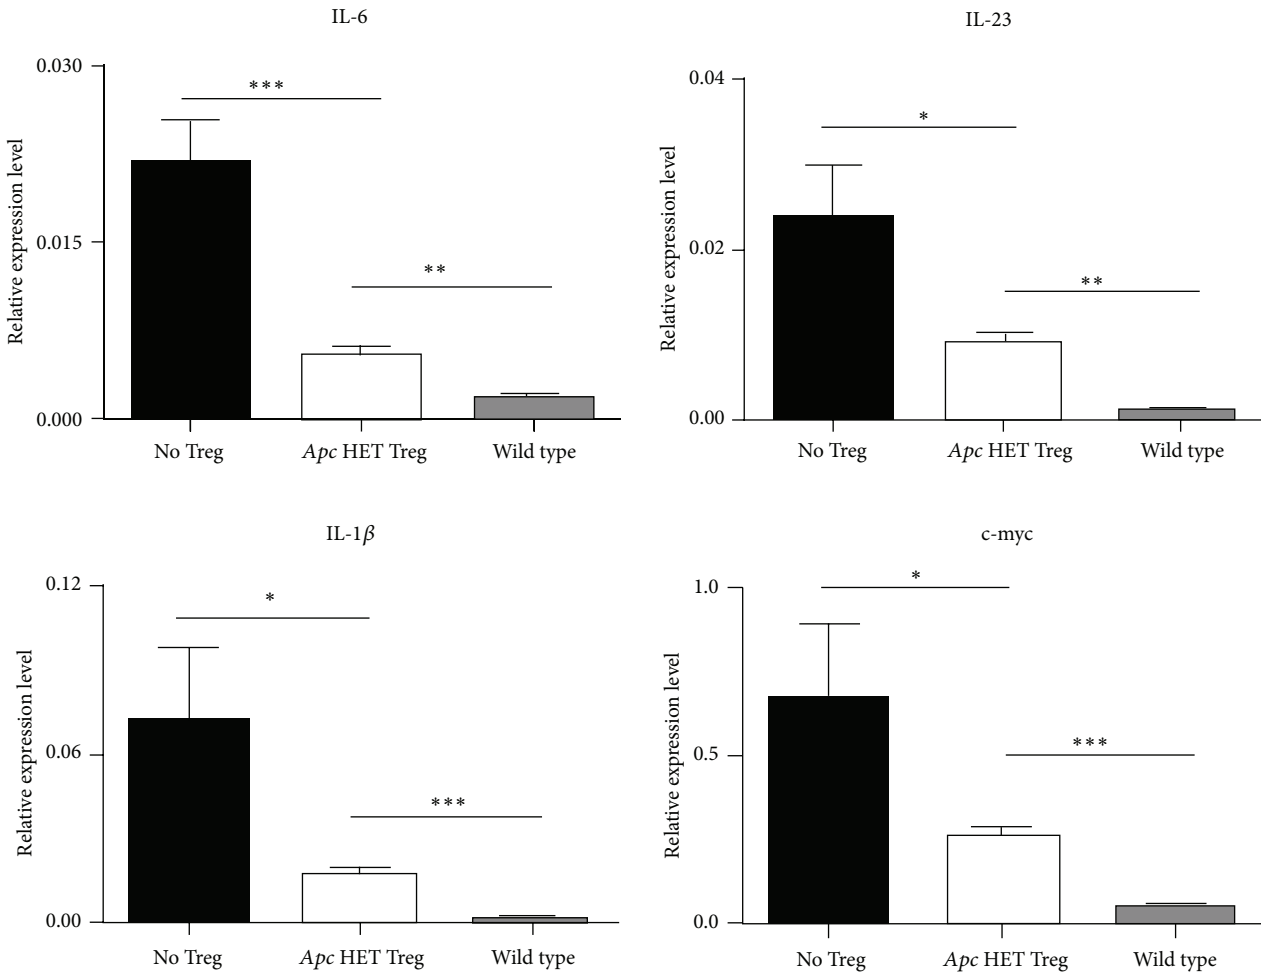 IL-6
0.030
***
0.015
**
0.000
Relative expression level
No Treg
Apc HET Treg
Wild type
IL-23
0.04
*
0.02
**
0.00
Relative expression level
No Treg
Apc HET Treg
Wild type
IL-1β
0.12
*
0.06
***
0.00
Relative expression level
No Treg
Apc HET Treg
Wild type
c-myc
1.0
*
0.5
***
0.0
Relative expression level
No Treg
Apc HET Treg
Wild type